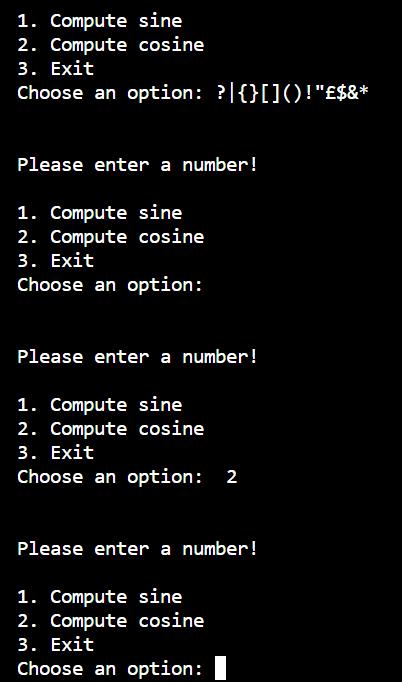 1. Compute sine
2. Compute cosine
3. Exit
Choose an option: ?|{}[]()!"£$&*
Please enter a number!
1. Compute sine
2. Compute cosine
3. Exit
Choose an option:
Please enter a number!
1. Compute sine
2. Compute cosine
3. Exit
Choose an option:  2
Please enter a number!
1. Compute sine
2. Compute cosine
3. Exit
Choose an option: